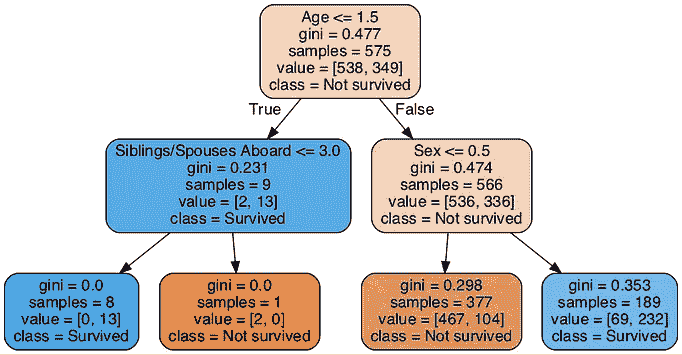 Age <= 1.5
gini = 0.477
samples = 575
value = [538, 349]
class = Not survived
True
False
Siblings/Spouses Aboard <= 3.0
gini = 0.231
samples = 9
value = [2, 13]
class = Survived
Sex <= 0.5
gini = 0.474
samples = 566
value = [536, 336]
class = Not survived
gini = 0.0
samples = 8
value = [0, 13]
class = Survived
gini = 0.0
samples = 1
value = [2, 0]
class = Not survived
gini = 0.298
samples = 377
value = [467, 104]
class = Not survived
gini = 0.353
samples = 189
value = [69, 232]
class = Survived